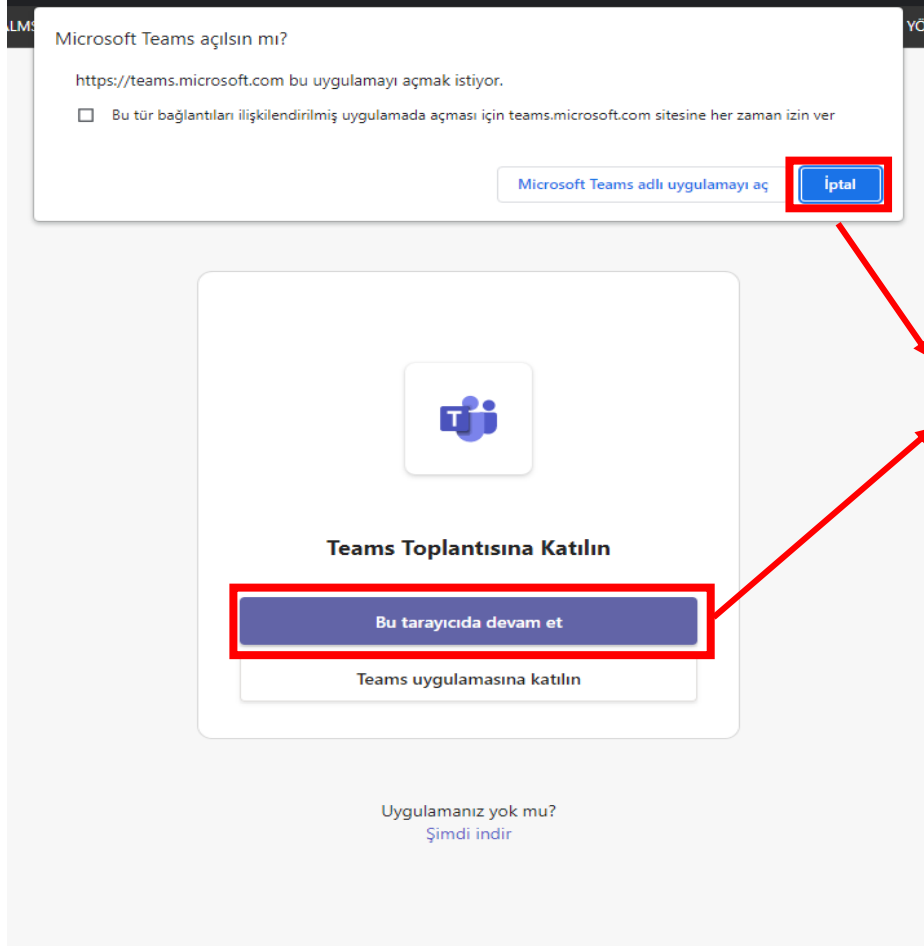 ALMS
YÖ
Microsoft Teams açılsın mı?
https://teams.microsoft.com bu uygulamayı açmak istiyor.
Bu tür bağlantıları ilişkilendirilmiş uygulamada açması için teams.microsoft.com sitesine her zaman izin ver
Microsoft Teams adlı uygulamayı aç
İptal
T
Teams Toplantısına Katılın
Bu tarayıcıda devam et
Teams uygulamasına katılın
Uygulamanız yok mu?
Şimdi indir